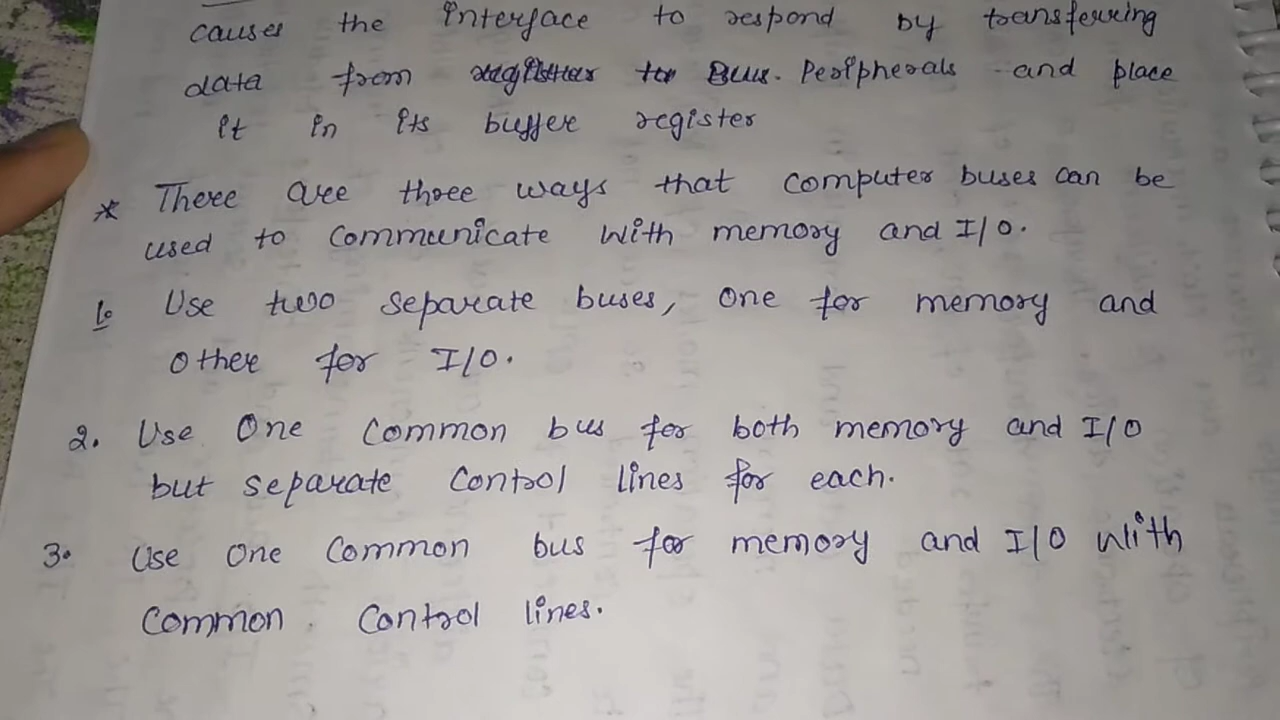 causes the interface to respond by transferring
data from register to Bus. Peripherals and place
it in its buffer register
* There are three ways that computer buses can be
used to communicate with memory and I/O.
1. Use two separate buses, one for memory and
other for I/O.
2. Use One Common bus for both memory and I/O
but separate Control lines for each.
3. Use One Common bus for memory and I/O with
Common Control lines.